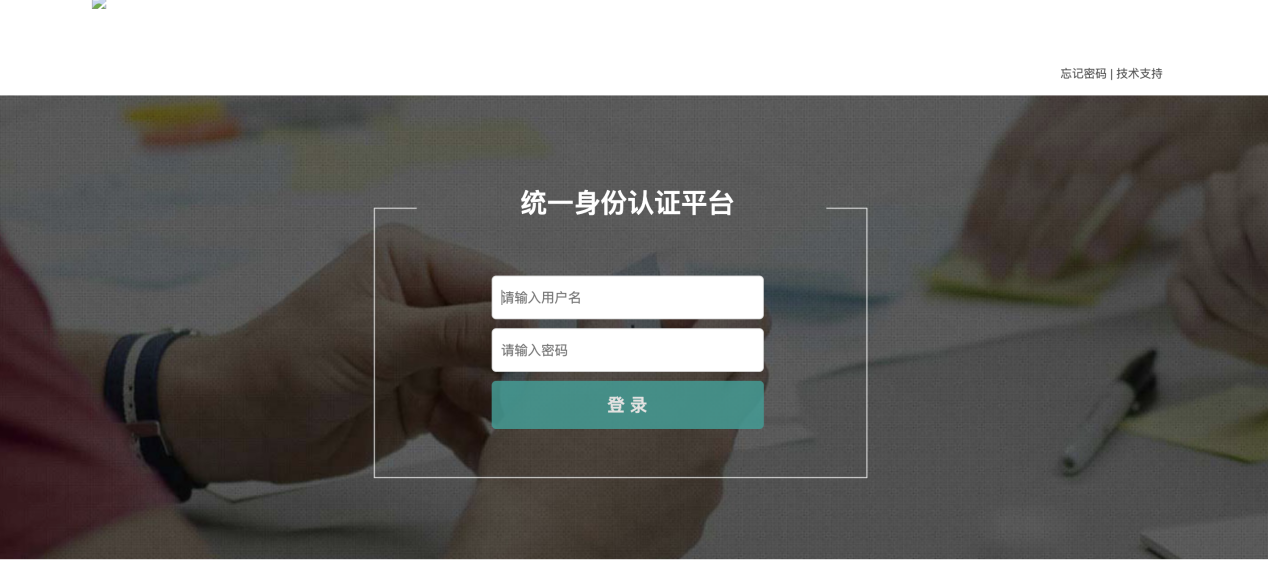 忘记密码 | 技术支持
统一身份认证平台
请输入用户名
请输入密码
登 录